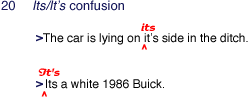 20 Its/It's confusion
its
>The car is lying on it's side in the ditch.
^
It's
>Its a white 1986 Buick.
^